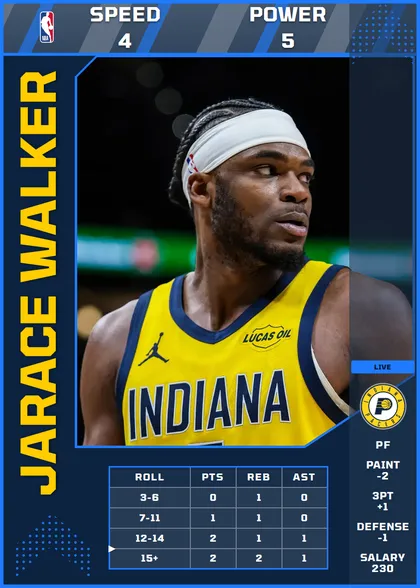 SPEED
4
POWER
5
JARACE WALKER
LUCAS OIL
INDIANA
LIVE
PF
PAINT
-2
3PT
+1
DEFENSE
-1
SALARY
230
ROLL PTS REB AST
3-6 0 1 0
7-11 1 1 0
12-14 2 1 1
15+ 2 2 1